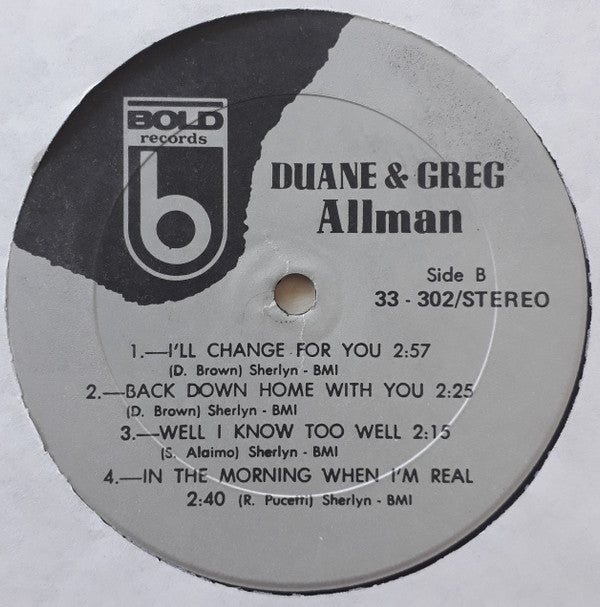 BOLD
records
b
DUANE & GREG
Allman
Side B
33 - 302/STEREO
1.—I'LL CHANGE FOR YOU 2:57
(D. Brown) Sherlyn - BMI
2.—BACK DOWN HOME WITH YOU 2:25
(D. Brown) Sherlyn - BMI
3.—WELL I KNOW TOO WELL 2:15
(S. Alaimo) Sherlyn - BMI
4.—IN THE MORNING WHEN I'M REAL
2:40 (R. Pucetti) Sherlyn - BMI